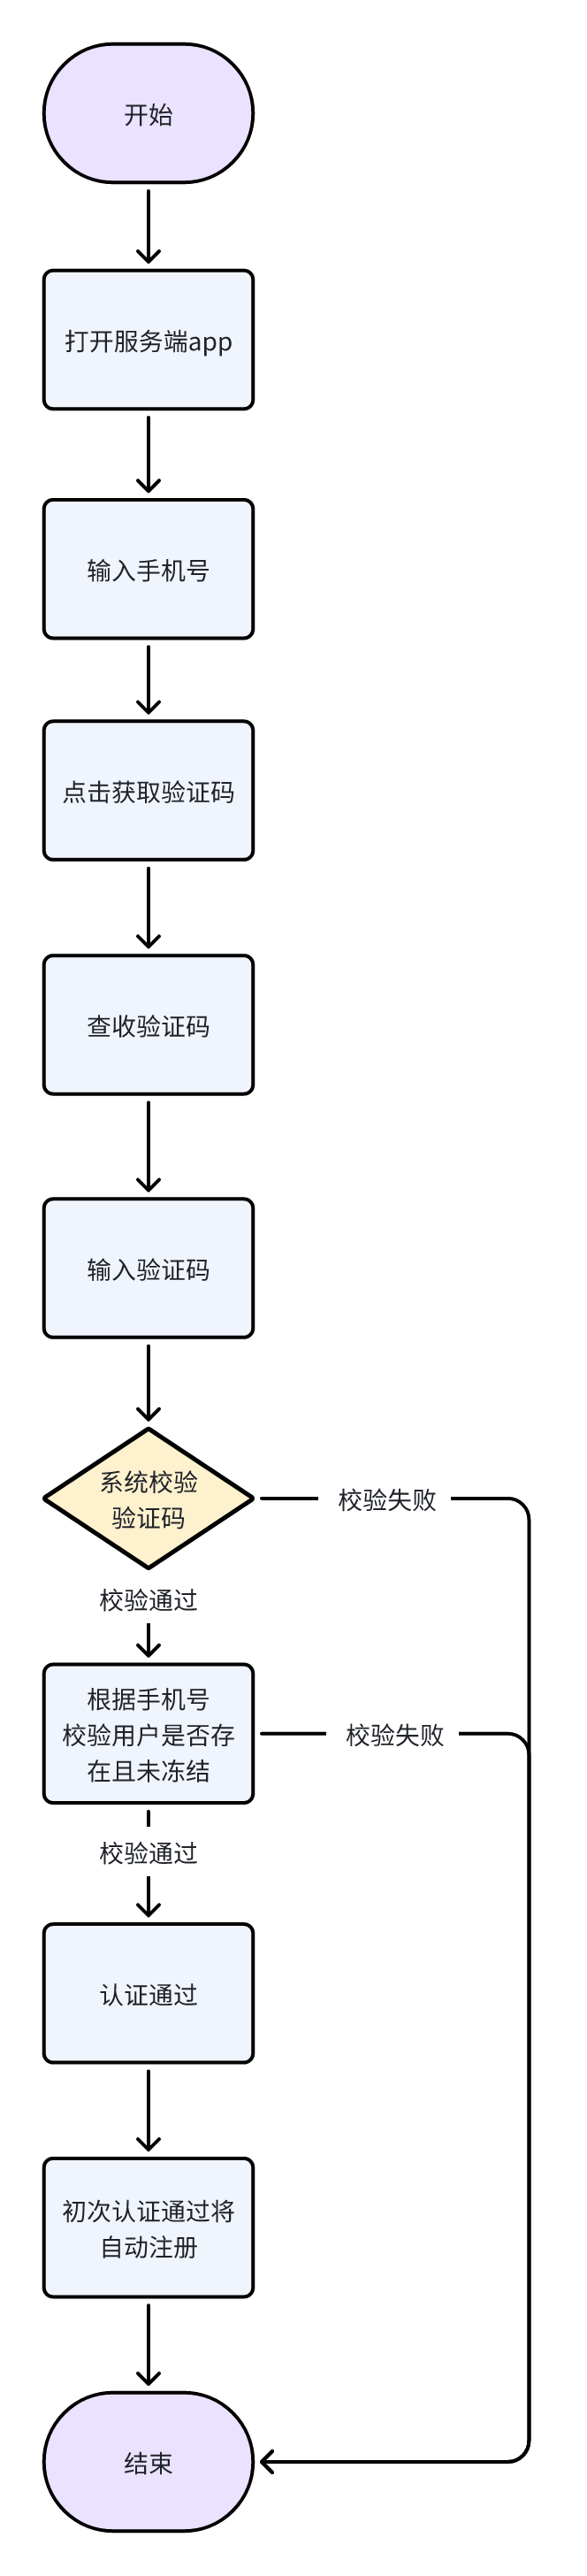 开始
打开服务端app
输入手机号
点击获取验证码
查收验证码
输入验证码
系统校验
验证码
校验失败
校验通过
根据手机号
校验用户是否存
在且未冻结
校验失败
校验通过
认证通过
初次认证通过将
自动注册
结束